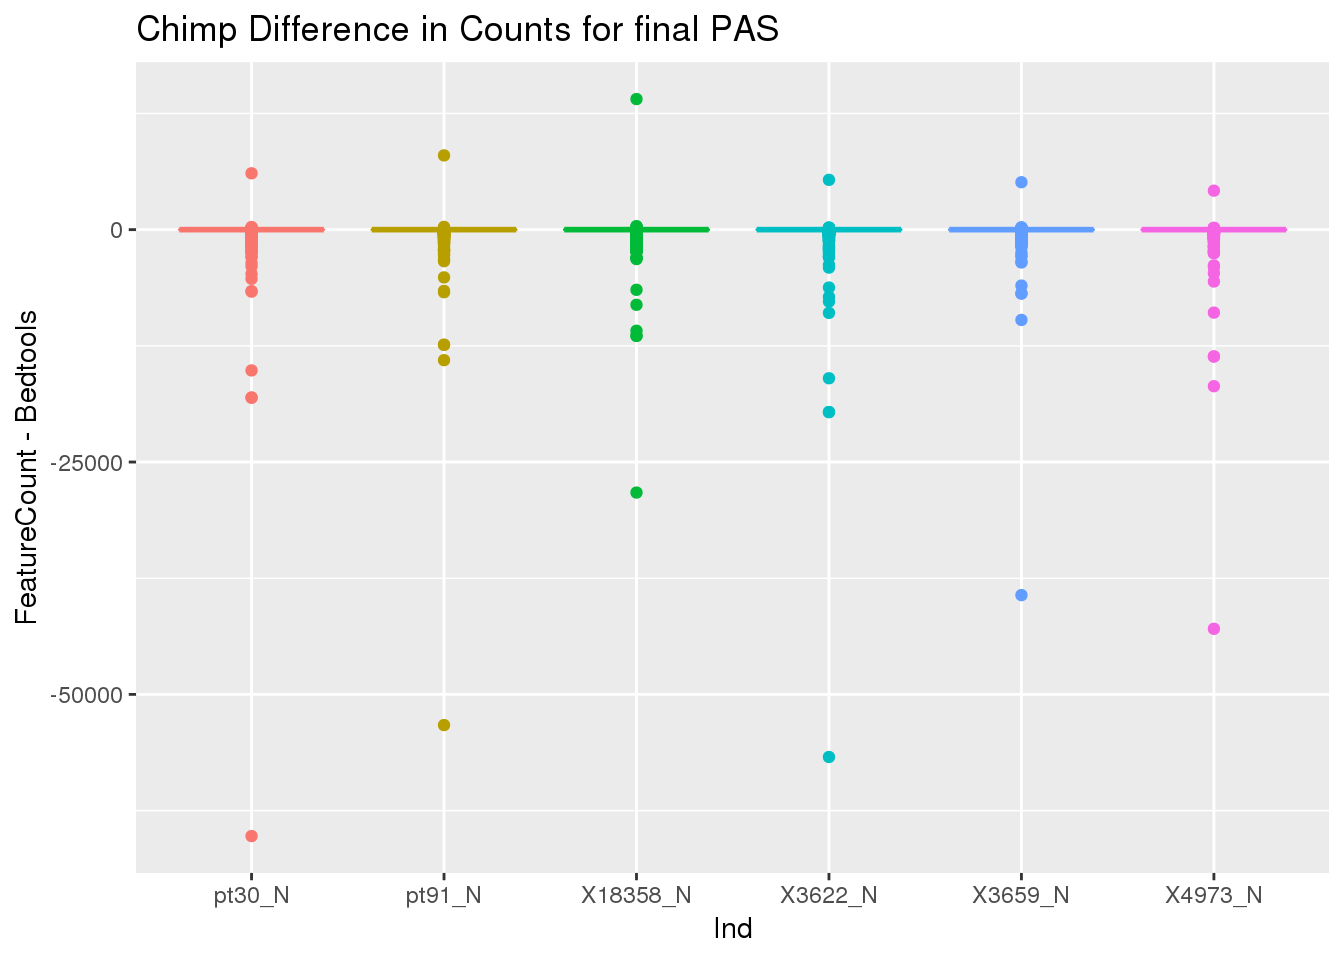 Chimp Difference in Counts for final PAS
FeatureCount - Bedtools
0
-25000
-50000
pt30_N
pt91_N
X18358_N
X3622_N
X3659_N
X4973_N
Ind